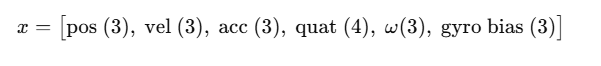 x = [pos (3), vel (3), acc (3), quat (4), ω(3), gyro bias (3)]